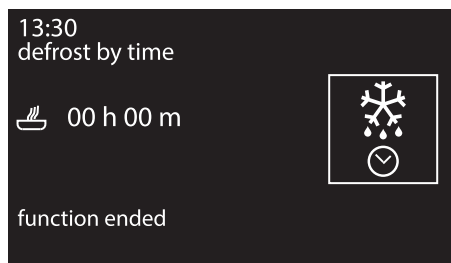 13:30
defrost by time
00 h 00 m
function ended